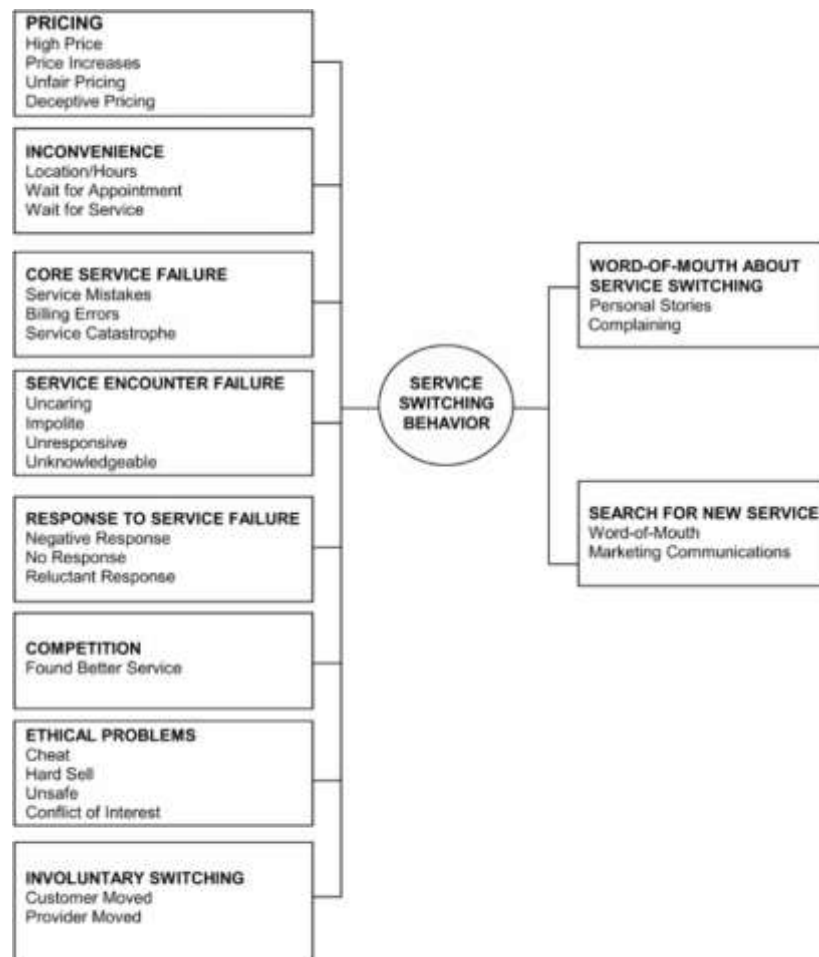 PRICING
High Price
Price Increases
Unfair Pricing
Deceptive Pricing
INCONVENIENCE
Location/Hours
Wait for Appointment
Wait for Service
CORE SERVICE FAILURE
Service Mistakes
Billing Errors
Service Catastrophe
SERVICE ENCOUNTER FAILURE
Uncaring
Impolite
Unresponsive
Unknowledgeable
RESPONSE TO SERVICE FAILURE
Negative Response
No Response
Reluctant Response
COMPETITION
Found Better Service
ETHICAL PROBLEMS
Cheat
Hard Sell
Unsafe
Conflict of Interest
INVOLUNTARY SWITCHING
Customer Moved
Provider Moved
SERVICE
SWITCHING
BEHAVIOR
WORD-OF-MOUTH ABOUT
SERVICE SWITCHING
Personal Stories
Complaining
SEARCH FOR NEW SERVICE
Word-of-Mouth
Marketing Communications